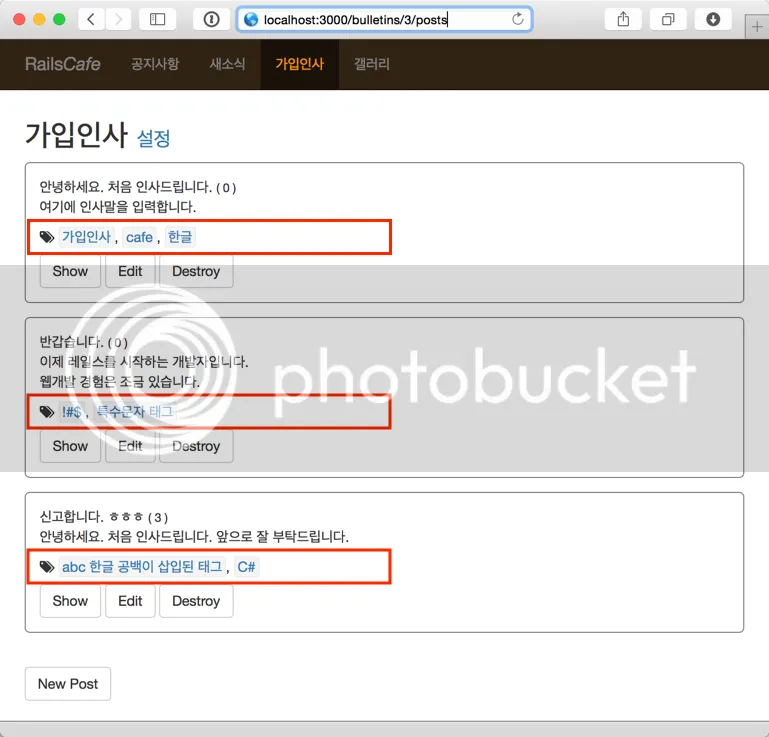 localhost:3000/bulletins/3/posts
RailsCafe 공지사항 새소식 가입인사 갤러리
가입인사 설정
안녕하세요. 처음 인사드립니다. ( 0 )
여기에 인사말을 입력합니다.
가입인사 , cafe , 한글
Show Edit Destroy
반갑습니다. ( 0 )
이제 레일스를 시작하는 개발자입니다.
웹개발 경험은 조금 있습니다.
!#$ , 특수문자 태그
Show Edit Destroy
photobucket
신고합니다. ㅎㅎㅎ ( 3 )
안녕하세요. 처음 인사드립니다. 앞으로 잘 부탁드립니다.
abc 한글 공백이 삽입된 태그 , C#
Show Edit Destroy
New Post